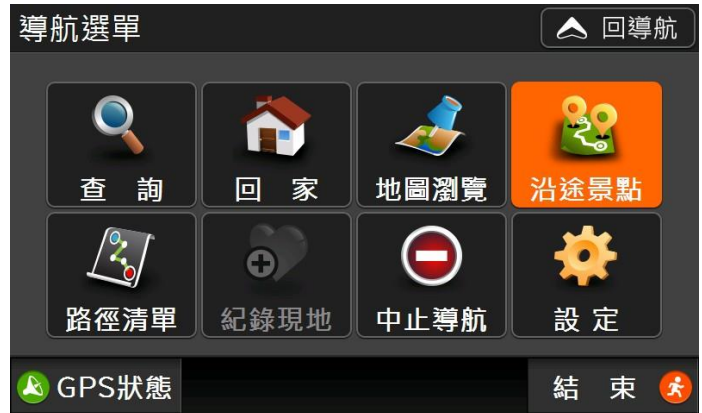 導航選單
回導航
查 詢
回 家
地圖瀏覽
沿途景點
路徑清單
紀錄現地
中止導航
設 定
GPS狀態
結 束